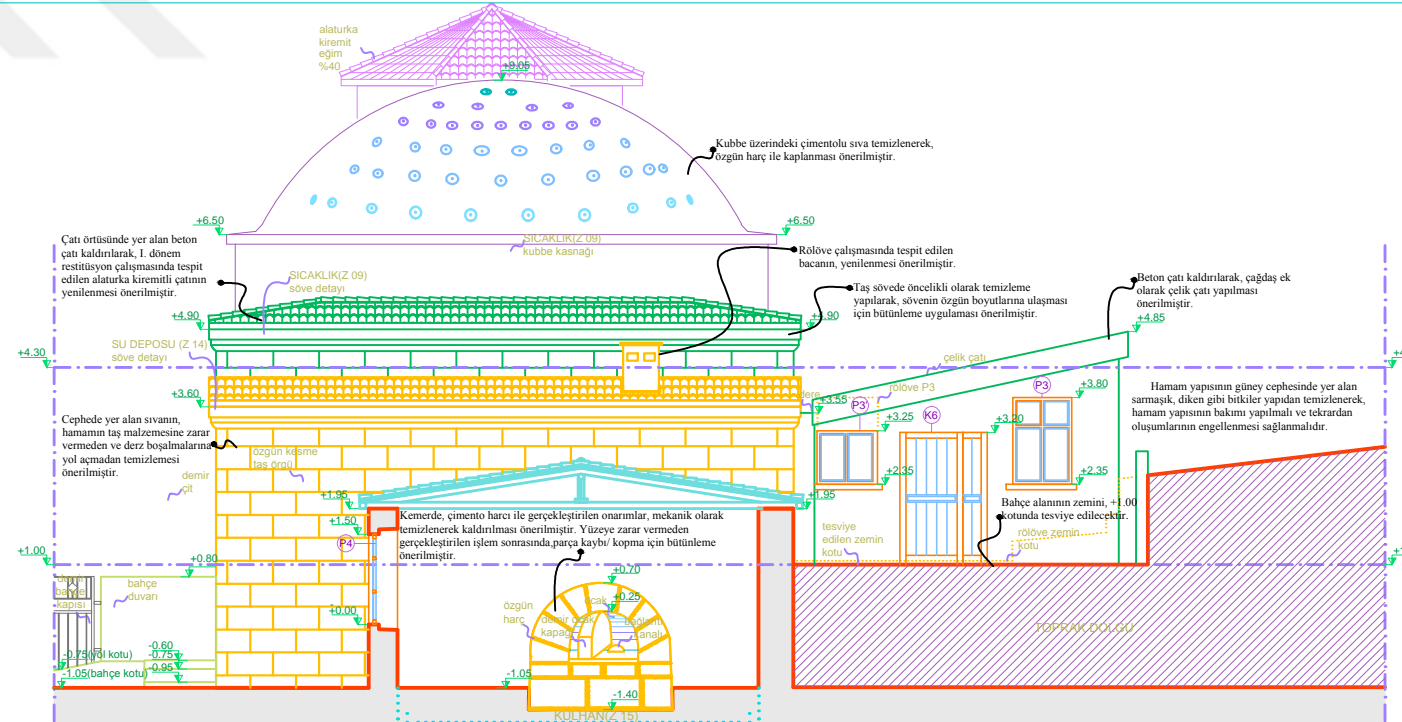 alaturka
kiremit
eğim
%40
+9.05
Kubbe üzerindeki çimentolu sıva temizlenerek,
özgün harç ile kaplanması önerilmiştir.
+6.50
+6.50
SICAKLIK(Z 09)
kubbe kasnağı
Çatı örtüsünde yer alan beton
çatı kaldırılarak, I. dönem
restitüsyon çalışmasında tespit
edilen alaturka kiremitli çatının
yenilenmesi önerilmiştir.
SICAKLIK(Z 09)
söve detayı
Rölöve çalışmasında tespit edilen
bacanın, yenilenmesi önerilmiştir.
Taş sövede öncelikli olarak temizleme
yapılarak, sövenin özgün boyutlarına ulaşması
için bütünleme uygulaması önerilmiştir.
Beton çatı kaldırılarak, çağdaş ek
olarak çelik çatı yapılması
önerilmiştir.
+4.90
+4.90
+4.85
SU DEPOSU (Z 14)
söve detayı
+4.30
çelik çatı
rölöve P3
+3.60
dere
+3.55
P3
P3
K6
+3.80
+3.25
+3.20
Hamam yapısının güney cephesinde yer alan
sarmaşık, diken gibi bitkiler yapıdan temizlenerek,
hamam yapısının bakımı yapılmalı ve tekrardan
oluşumlarının engellenmesi sağlanmalıdır.
Cephede yer alan sıvanın,
hamamın taş malzemesine zarar
vermeden ve derz boşalmalarına
yol açmadan temizlemesi
önerilmiştir.
özgün kesme
taş örgü
demir
çit
+2.35
+2.35
+1.95
+1.95
Kemerde, çimento harcı ile gerçekleştirilen onarımlar, mekanik olarak
temizlenerek kaldırılması önerilmiştir. Yüzeye zarar vermeden
gerçekleştirilen işlem sonrasında,parça kaybı/ kopma için bütünleme
önerilmiştir.
Bahçe alanının zemini, +1.00
kotunda tesviye edilecektir.
+1.50
P4
tesviye
edilen zemin
kotu
rölöve zemin
kotu
+1.00
+0.80
demir
bahçe
kapısı
bahçe
duvarı
+0.70
+0.25
+0.00
özgün
harç
ocak
demir ocak
kapağı
bağlantı
kanalı
TOPRAK DOLGU
-0.60
-0.75(yol kotu)
-0.75
-0.95
-1.05(bahçe kotu)
-1.05
-1.40
KÜLHAN(Z 15)